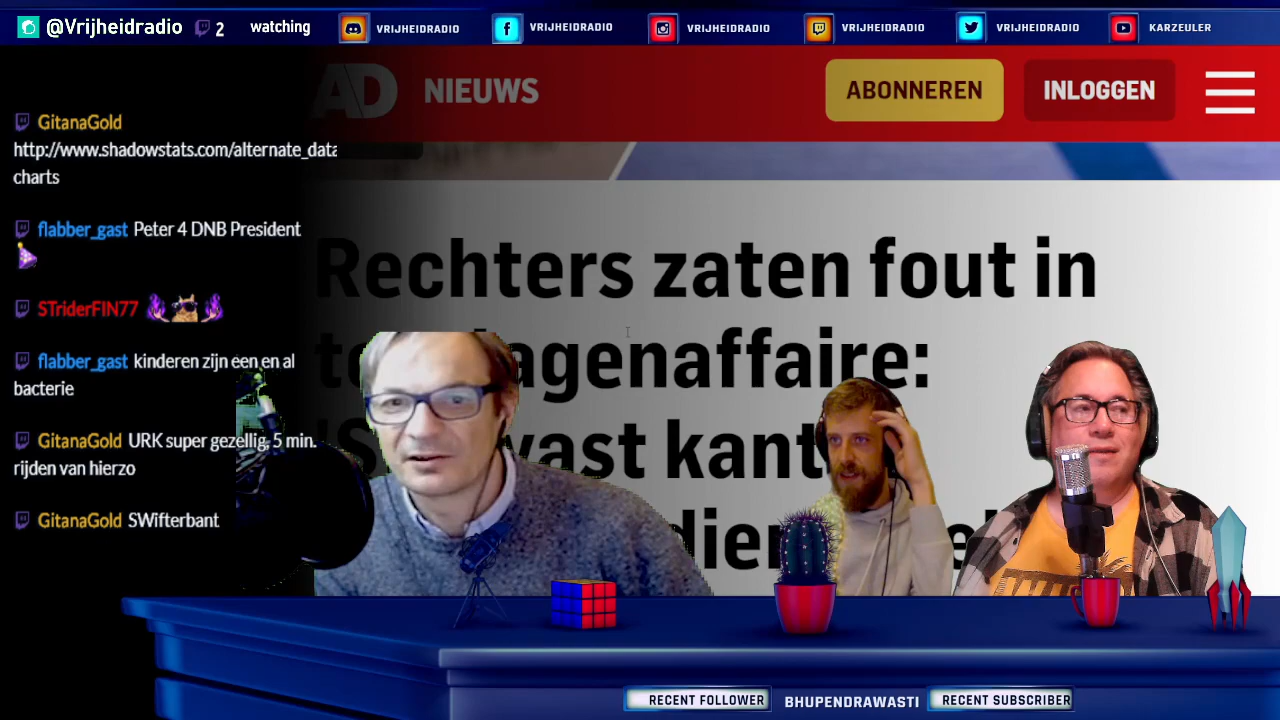 @Vrijheidradio 2 watching VRIJHEIDRADIO VRIJHEIDRADIO VRIJHEIDRADIO VRIJHEIDRADIO VRIJHEIDRADIO KARZEULER
AD NIEUWS ABONNEREN INLOGGEN
GitanaGold
http://www.shadowstats.com/alternate_data
charts
flabber_gast Peter 4 DNB President
STriderFIN77
flabber_gast kinderen zijn een en al
bacterie
GitanaGold URK super gezellig, 5 min.
rijden van hierzo
GitanaGold SWifterbant
Rechters zaten fout in
agenaffaire:
vast kant
dien
RECENT FOLLOWER BHUPENDRAWASTI RECENT SUBSCRIBER